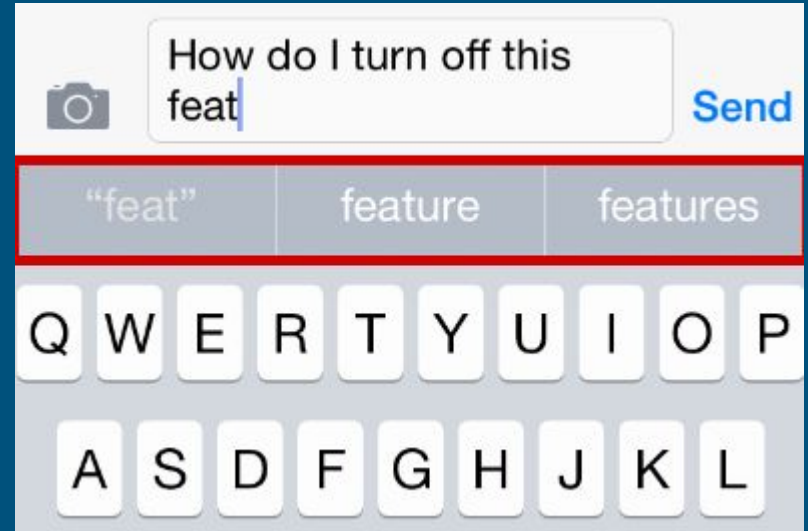 How do I turn off this
feat
Send
“feat” feature features
Q W E R T Y U I O P
A S D F G H J K L